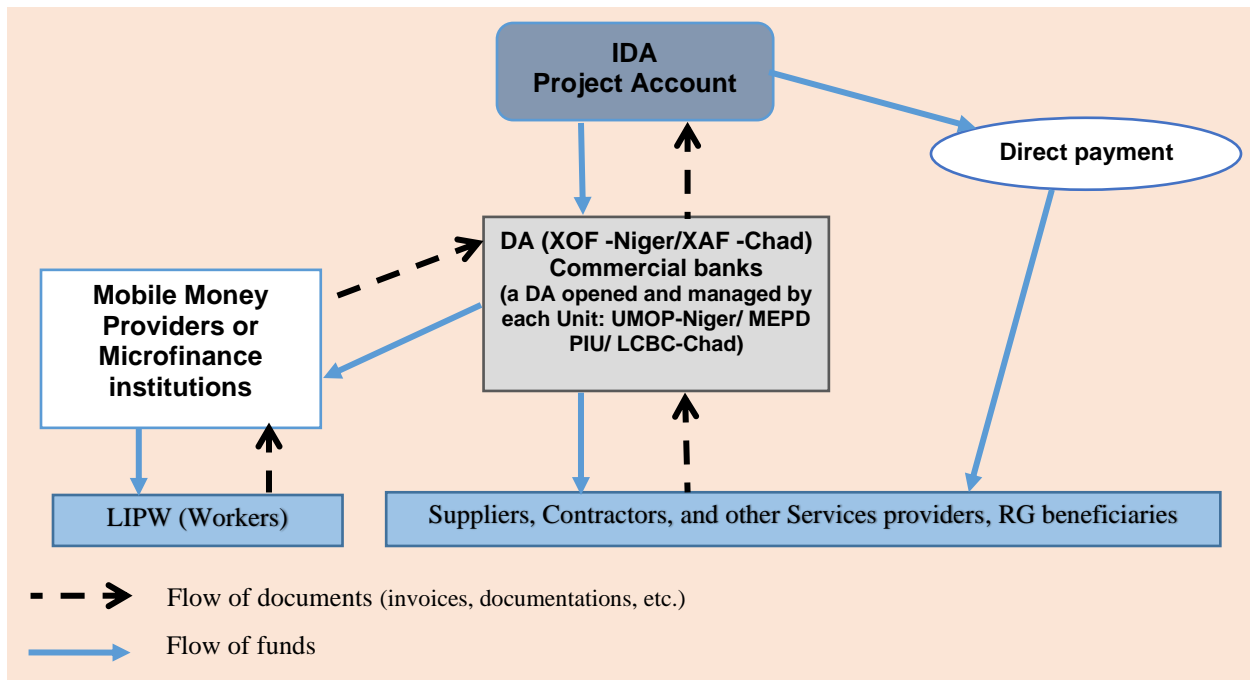 IDA
Project Account
Direct payment
DA (XOF -Niger/XAF -Chad)
Commercial banks
(a DA opened and managed by
each Unit: UMOP-Niger/ MEPD
PIU/ LCBC-Chad)
Mobile Money
Providers or
Microfinance
institutions
LIPW (Workers)
Suppliers, Contractors, and other Services providers, RG beneficiaries
Flow of documents (invoices, documentations, etc.)
Flow of funds